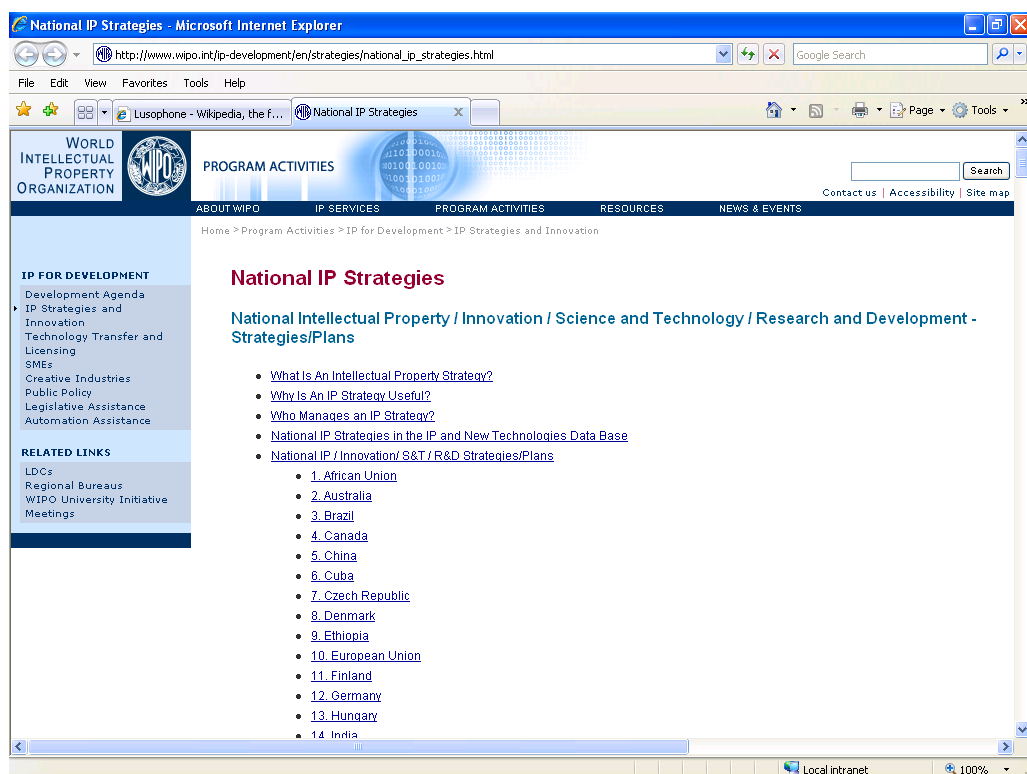 National IP Strategies - Microsoft Internet Explorer
http://www.wipo.int/ip-development/en/strategies/national_ip_strategies.html
Google Search
File Edit View Favorites Tools Help
Lusophone - Wikipedia, the f...
National IP Strategies
Page
Tools
WORLD
INTELLECTUAL
PROPERTY
ORGANIZATION
WIPO
PROGRAM ACTIVITIES
Search
Contact us | Accessibility | Site map
ABOUT WIPO IP SERVICES PROGRAM ACTIVITIES RESOURCES NEWS & EVENTS
Home > Program Activities > IP for Development > IP Strategies and Innovation
IP FOR DEVELOPMENT
Development Agenda
IP Strategies and
Innovation
Technology Transfer and
Licensing
SMEs
Creative Industries
Public Policy
Legislative Assistance
Automation Assistance
RELATED LINKS
LDCs
Regional Bureaus
WIPO University Initiative
Meetings
National IP Strategies
National Intellectual Property / Innovation / Science and Technology / Research and Development -
Strategies/Plans
What Is An Intellectual Property Strategy?
Why Is An IP Strategy Useful?
Who Manages an IP Strategy?
National IP Strategies in the IP and New Technologies Data Base
National IP / Innovation/ S&T / R&D Strategies/Plans
1. African Union
2. Australia
3. Brazil
4. Canada
5. China
6. Cuba
7. Czech Republic
8. Denmark
9. Ethiopia
10. European Union
11. Finland
12. Germany
13. Hungary
14. India
Local intranet
100%